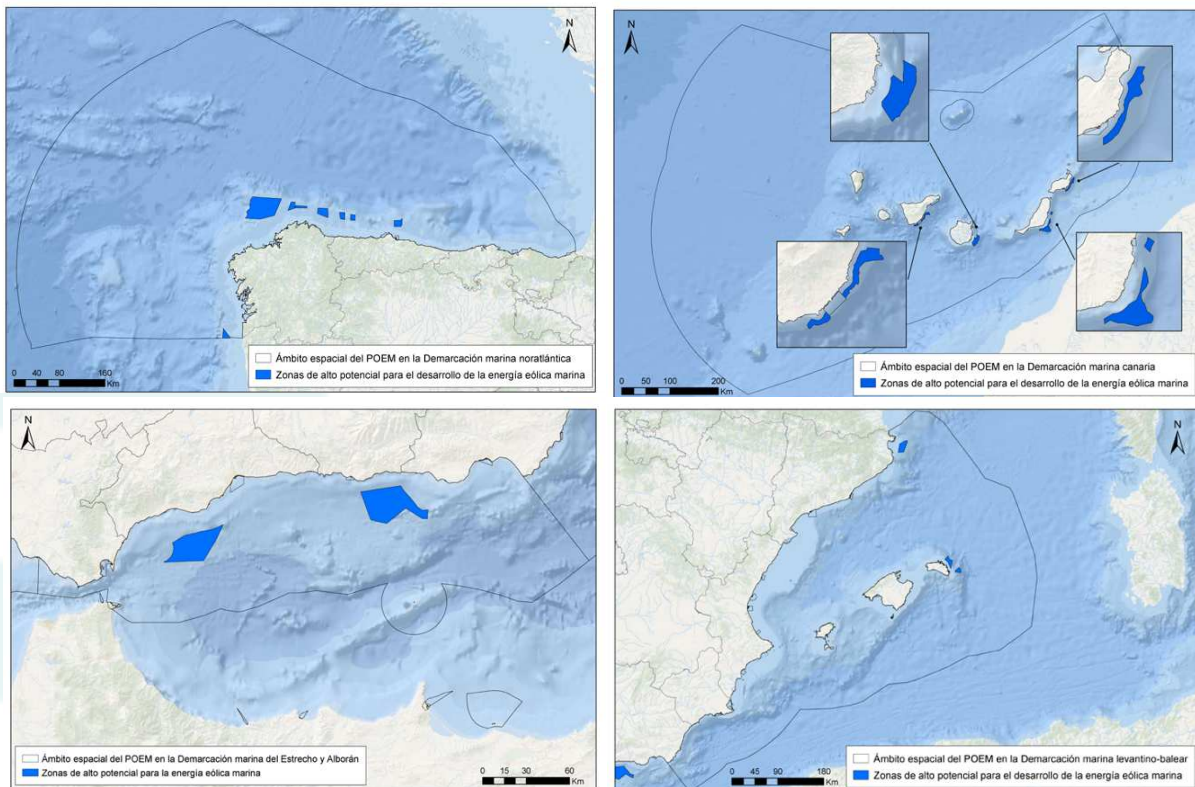 N
Ámbito espacial del POEM en la Demarcación marina noratlántica
Zonas de alto potencial para el desarrollo de la energía eólica marina
0 40 80 160
Km
N
Ámbito espacial del POEM en la Demarcación marina canaria
Zonas de alto potencial para el desarrollo de la energía eólica marina
0 50 100 200
Km
N
Ámbito espacial del POEM en la Demarcación marina del Estrecho y Alborán
Zonas de alto potencial para la energía eólica marina
0 15 30 60
Km
N
Ámbito espacial del POEM en la Demarcación marina levantino-balear
Zonas de alto potencial para el desarrollo de la energía eólica marina
0 45 90 180
Km